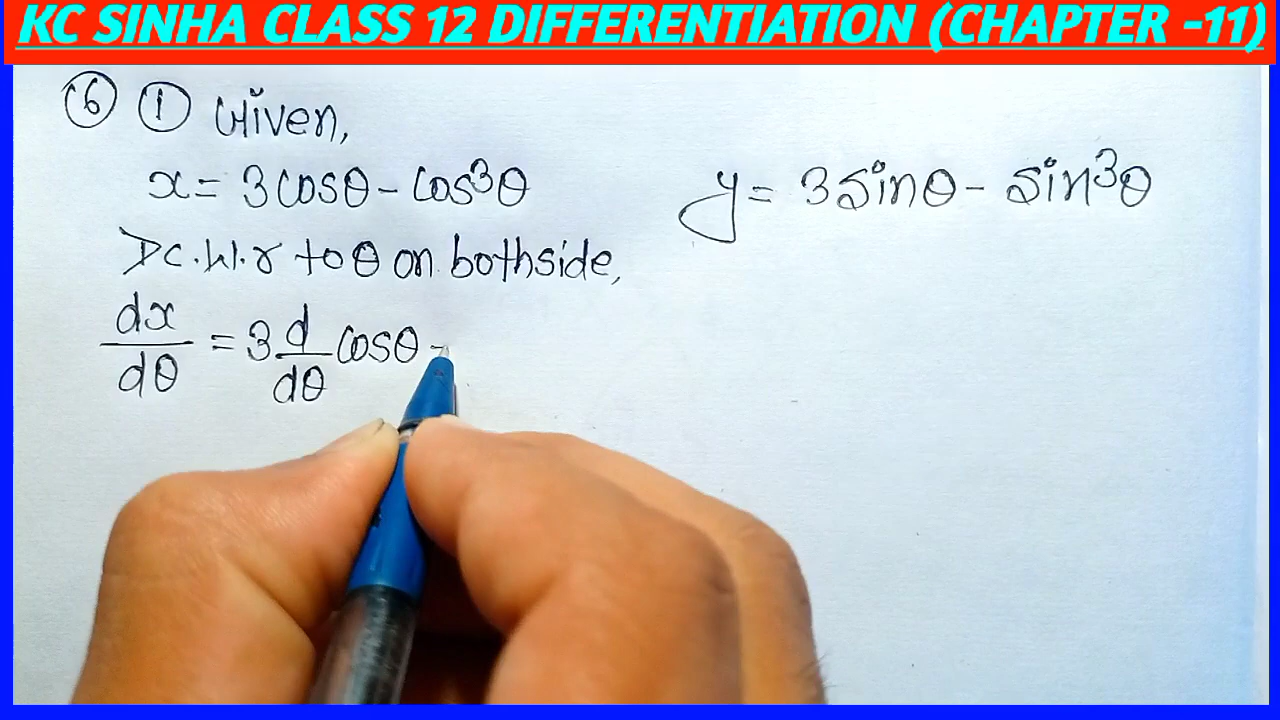 KC SINHA CLASS 12 DIFFERENTIATION (CHAPTER -11)
⑥ ① Given,
x = 3cosθ - cos³θ
y = 3sinθ - sin³θ
Dc.w.r to θ on bothside,
dx/dθ = 3 d/dθ cosθ -